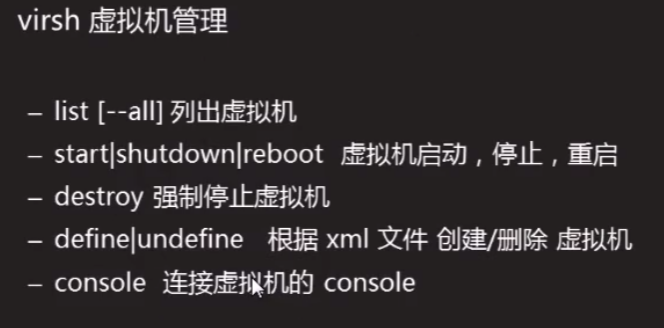 virsh 虚拟机管理
– list [--all] 列出虚拟机
– start|shutdown|reboot 虚拟机启动，停止，重启
– destroy 强制停止虚拟机
– define|undefine 根据 xml 文件 创建/删除 虚拟机
– console 连接虚拟机的 console